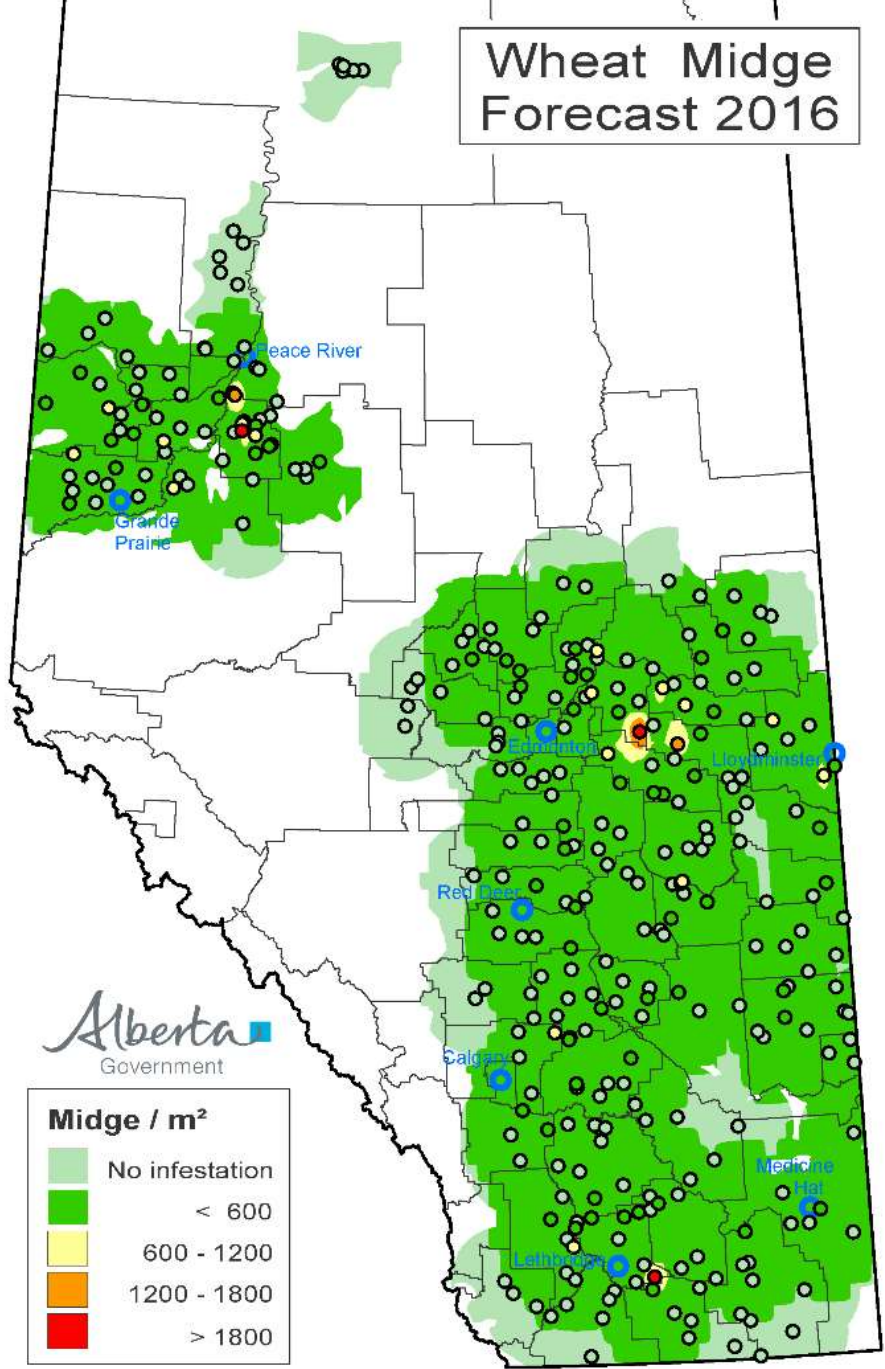 Wheat Midge
Forecast 2016
Peace River
Grande
Prairie
Edmonton
Lloydminster
Red Deer
Calgary
Medicine
Hat
Lethbridge
Alberta
Government
Midge / m²
No infestation
< 600
600 - 1200
1200 - 1800
> 1800